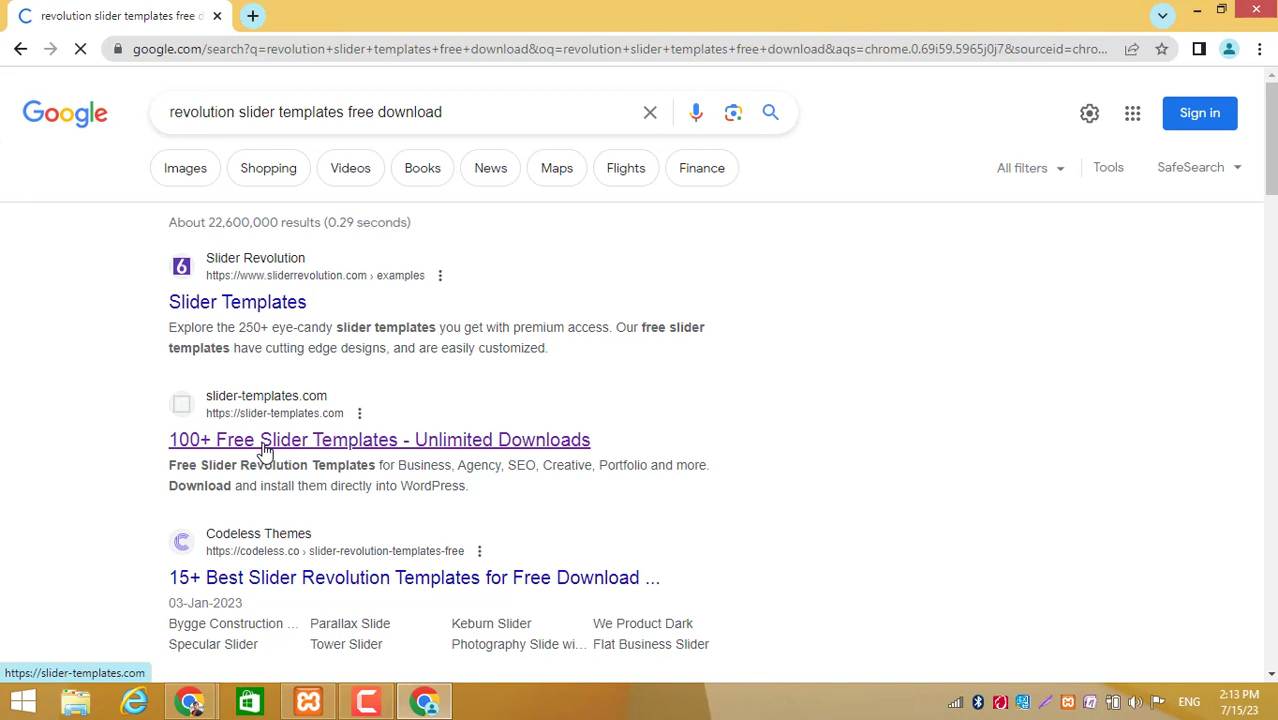 revolution slider templates free d
google.com/search?q=revolution+slider+templates+free+download&oq=revolution+slider+templates+free+download&aqs=chrome.0.69i59.5965j0j7&sourceid=chro...
Google
revolution slider templates free download
Sign in
Images
Shopping
Videos
Books
News
Maps
Flights
Finance
All filters
Tools
SafeSearch
About 22,600,000 results (0.29 seconds)
6
Slider Revolution
https://www.sliderrevolution.com › examples
Slider Templates
Explore the 250+ eye-candy slider templates you get with premium access. Our free slider
templates have cutting edge designs, and are easily customized.
slider-templates.com
https://slider-templates.com
100+ Free Slider Templates - Unlimited Downloads
Free Slider Revolution Templates for Business, Agency, SEO, Creative, Portfolio and more.
Download and install them directly into WordPress.
Codeless Themes
https://codeless.co › slider-revolution-templates-free
15+ Best Slider Revolution Templates for Free Download ...
03-Jan-2023
Bygge Construction ... Parallax Slide Keburn Slider We Product Dark
Specular Slider Tower Slider Photography Slide wi... Flat Business Slider
https://slider-templates.com
ENG
2:13 PM
7/15/23